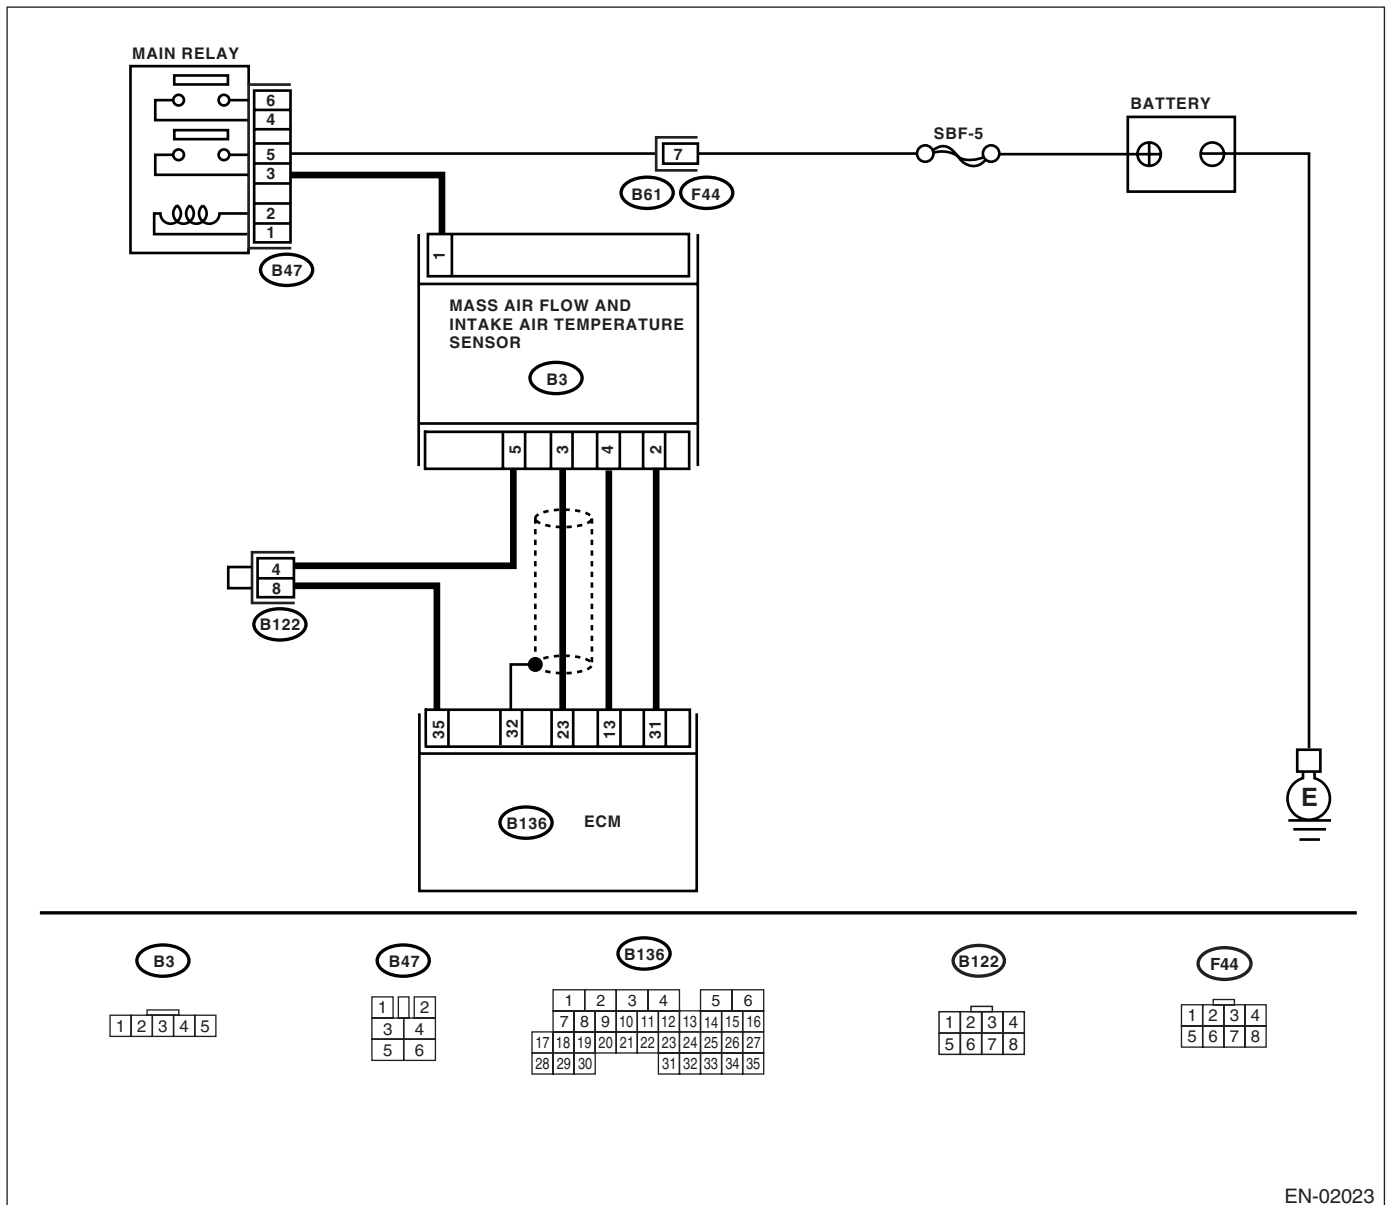 MAIN RELAY
6
4
5
3
2
1
B47
7
B61 F44
SBF-5
BATTERY
1
MASS AIR FLOW AND
INTAKE AIR TEMPERATURE
SENSOR
B3
5 3 4 2
4
8
B122
35 32 23 13 31
B136 ECM
E
B3
1 2 3 4 5
B47
1 2
3 4
5 6
B136
1 2 3 4 5 6
7 8 9 10 11 12 13 14 15 16
17 18 19 20 21 22 23 24 25 26 27
28 29 30 31 32 33 34 35
B122
1 2 3 4
5 6 7 8
F44
1 2 3 4
5 6 7 8
EN-02023